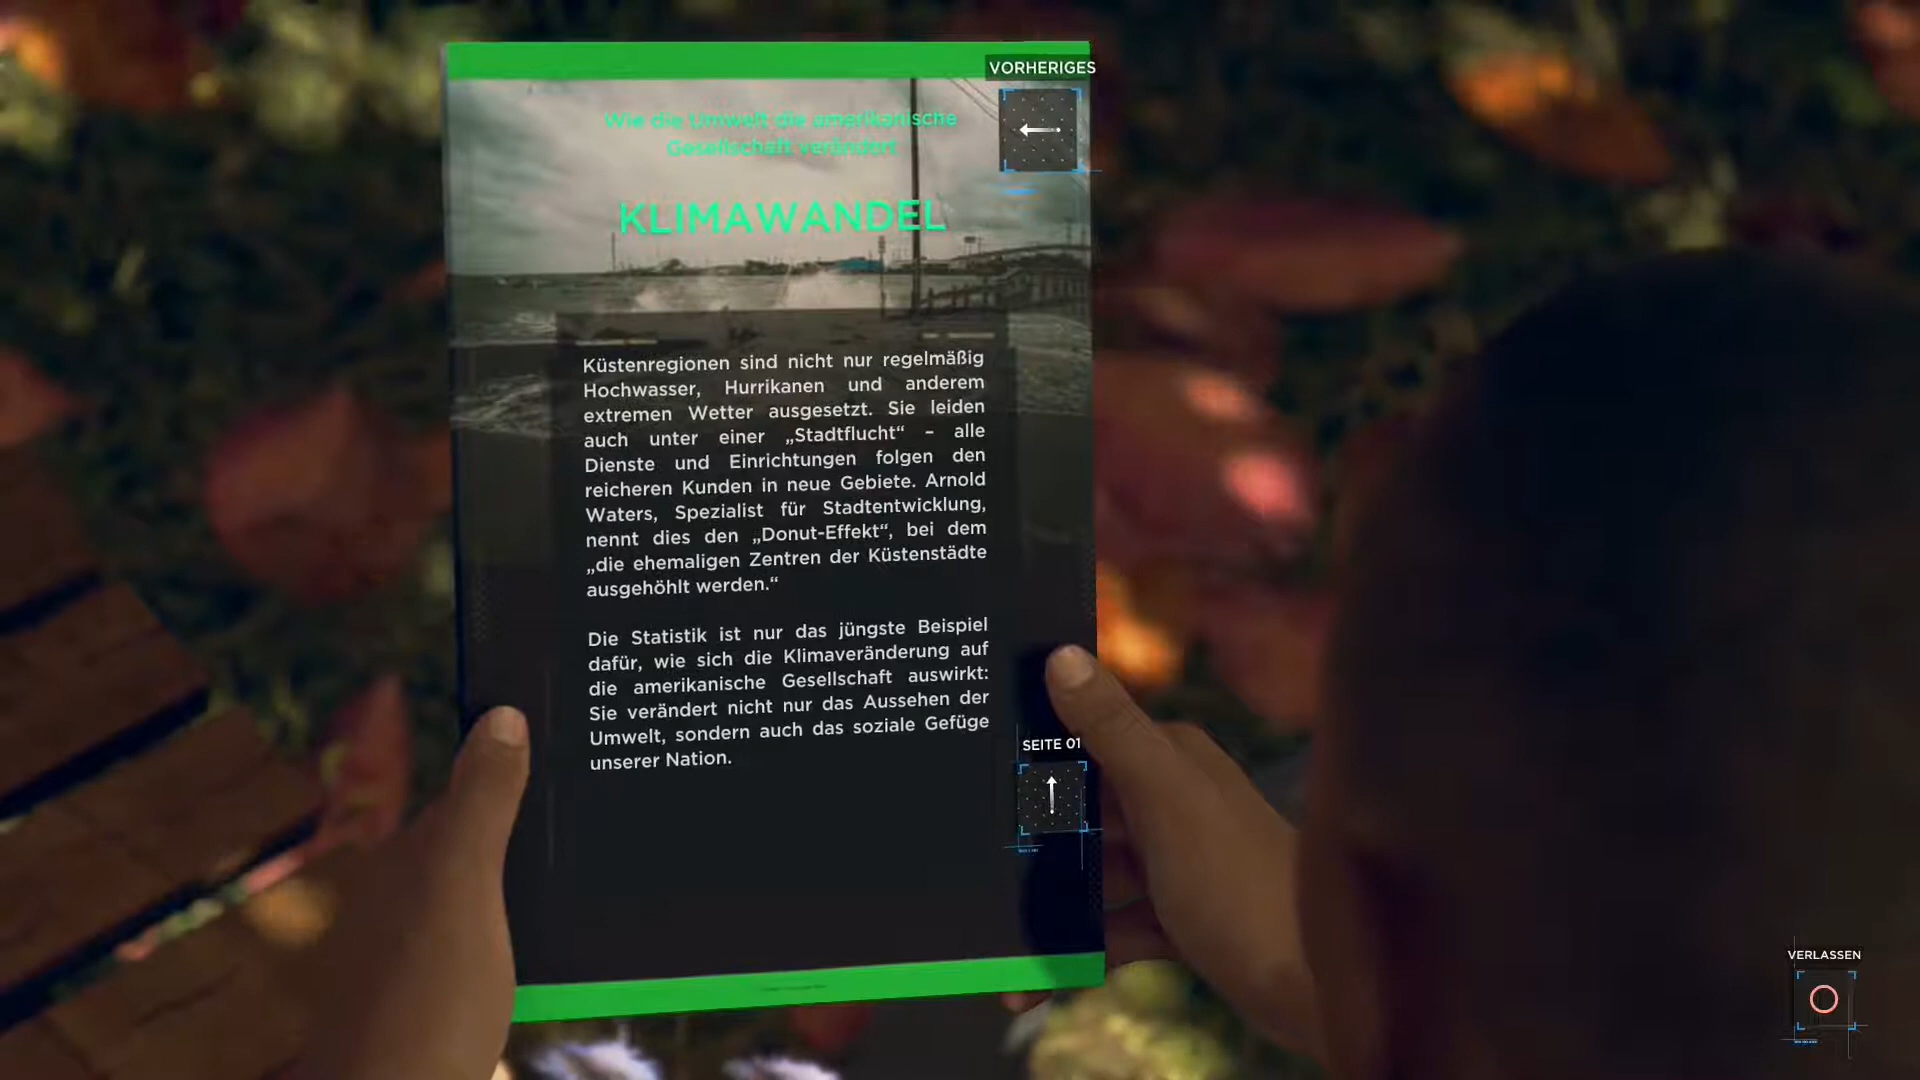 VORHERIGES
Wie die Umwelt die amerikanische
Gesellschaft verändert
KLIMAWANDEL
Küstenregionen sind nicht nur regelmäßig
Hochwasser, Hurrikanen und anderem
extremen Wetter ausgesetzt. Sie leiden
auch unter einer „Stadtflucht“ – alle
Dienste und Einrichtungen folgen den
reicheren Kunden in neue Gebiete. Arnold
Waters, Spezialist für Stadtentwicklung,
nennt dies den „Donut-Effekt“, bei dem
„die ehemaligen Zentren der Küstenstädte
ausgehöhlt werden.“
Die Statistik ist nur das jüngste Beispiel
dafür, wie sich die Klimaveränderung auf
die amerikanische Gesellschaft auswirkt:
Sie verändert nicht nur das Aussehen der
Umwelt, sondern auch das soziale Gefüge
unserer Nation.
SEITE 01
VERLASSEN